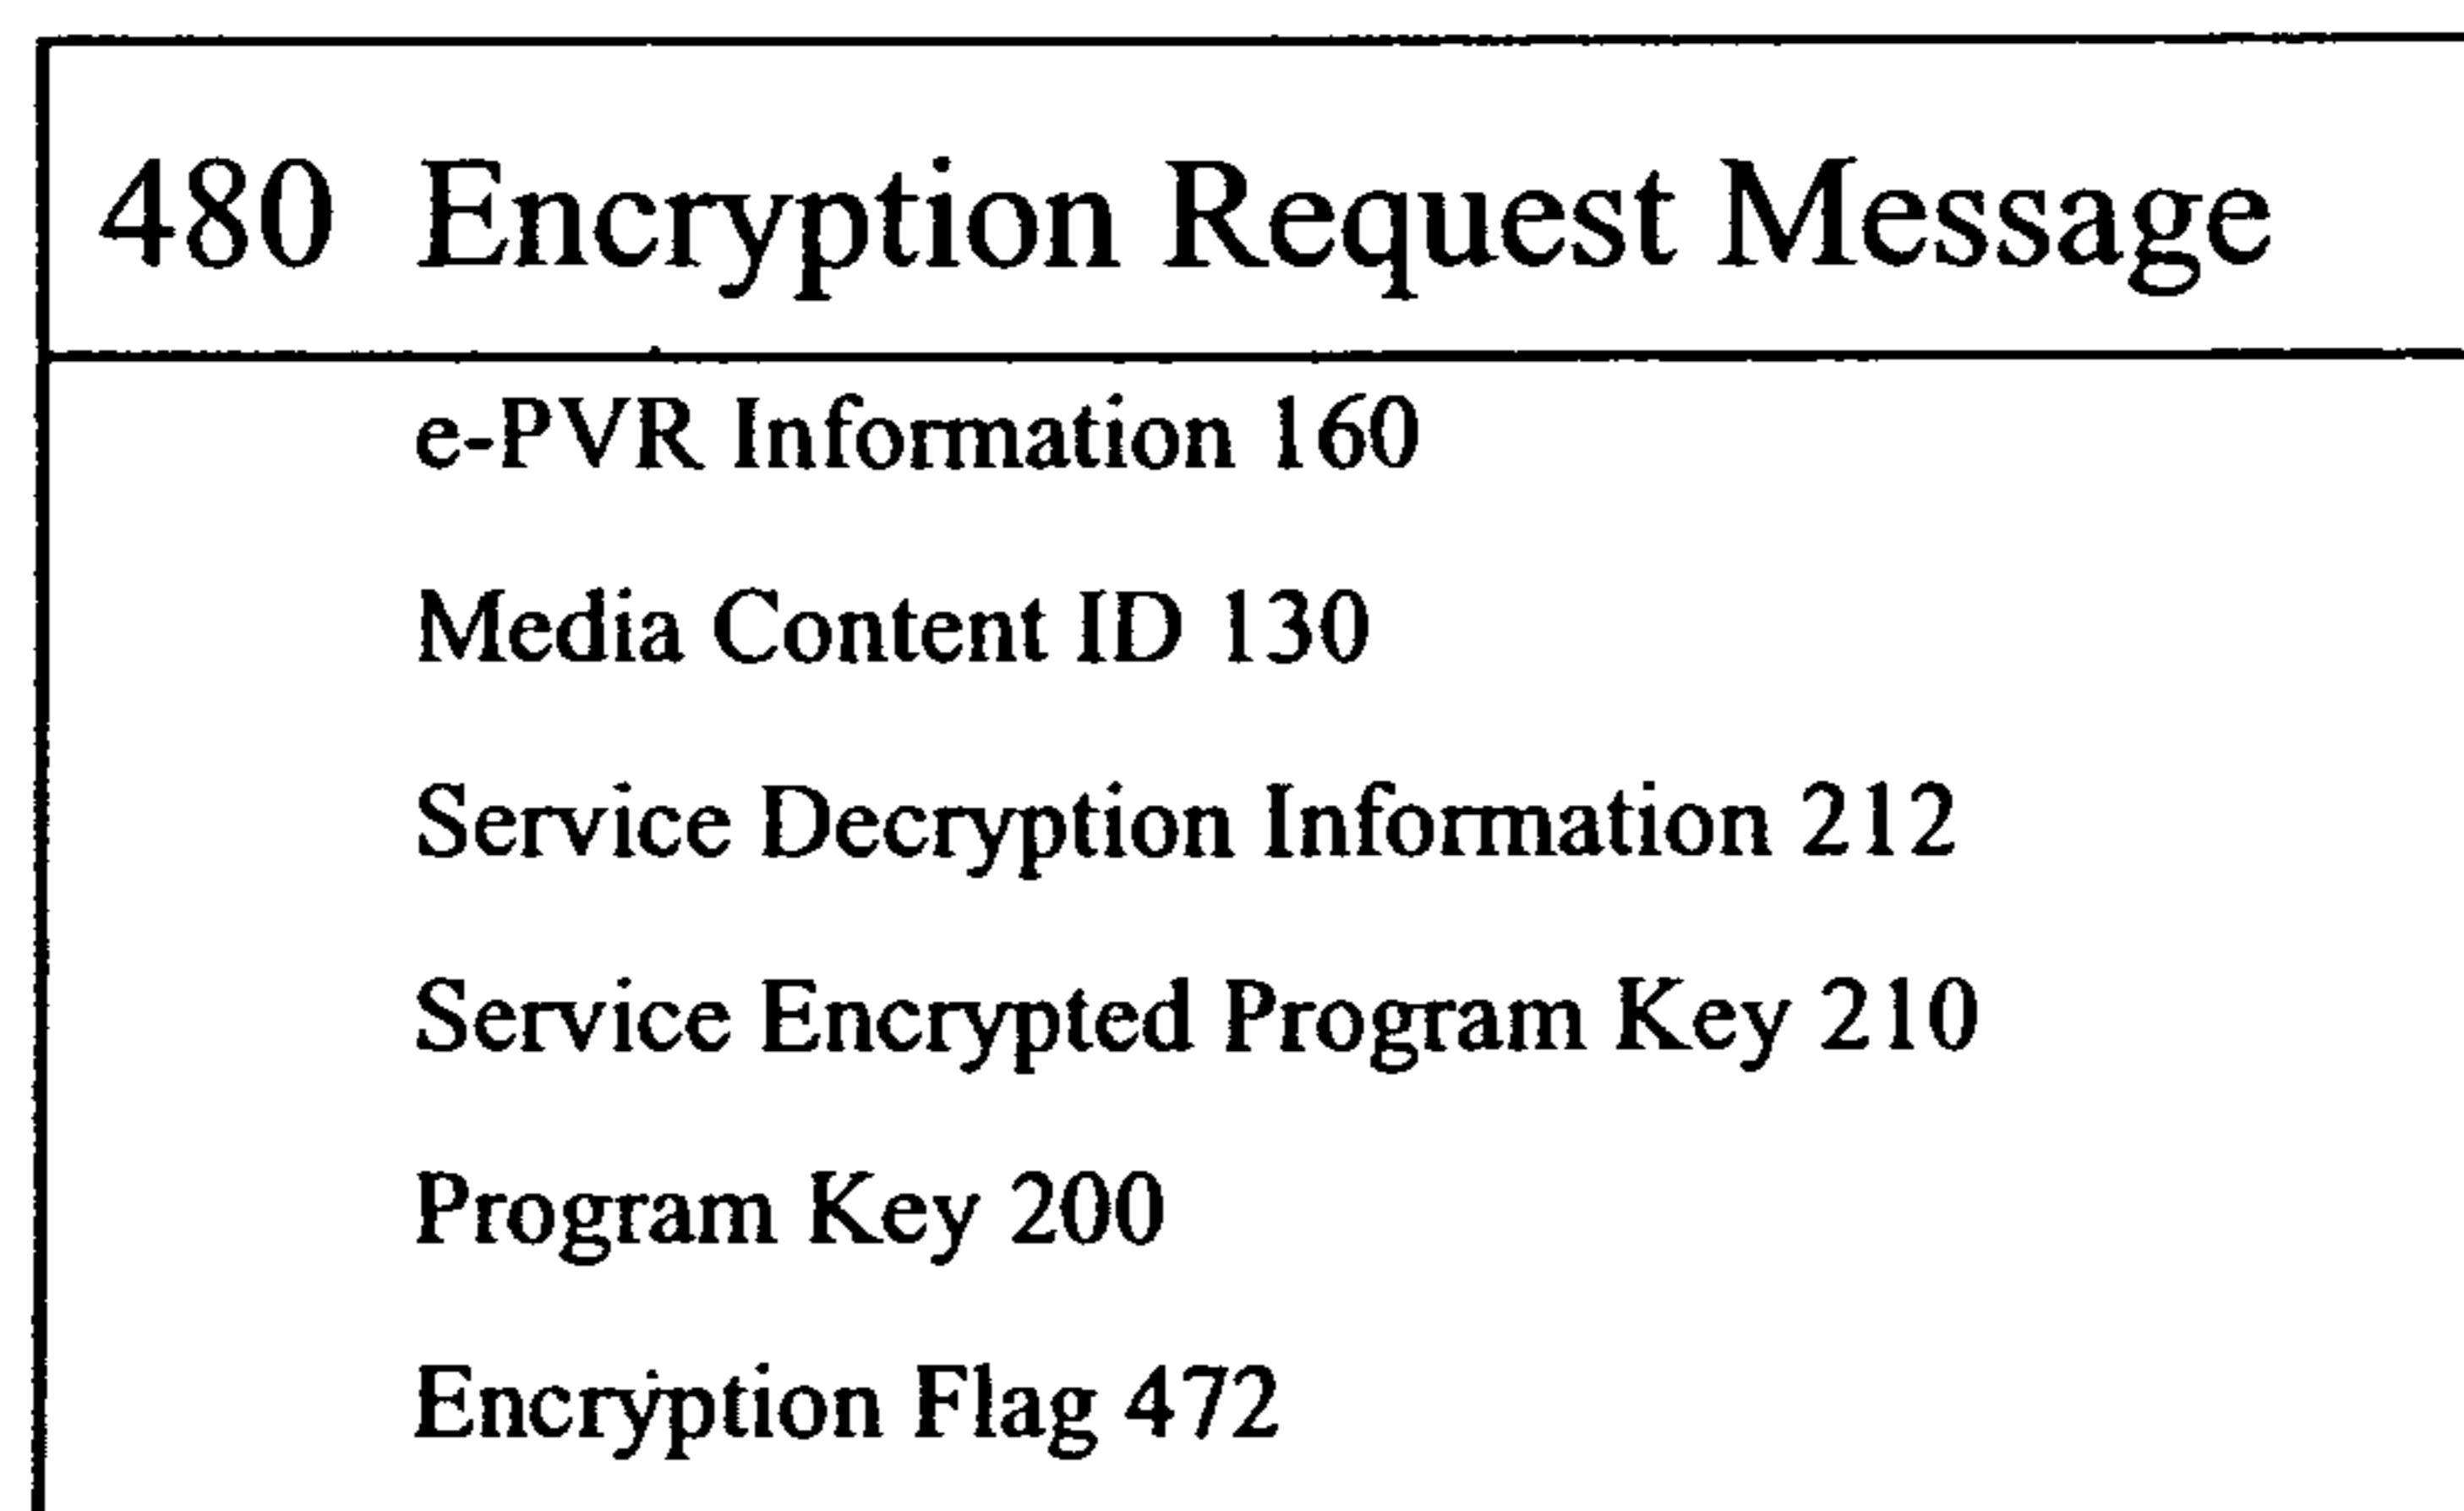 480 Encryption Request Message
e-PVR Information 160
Media Content ID 130
Service Decryption Information 212
Service Encrypted Program Key 210
Program Key 200
Encryption Flag 472